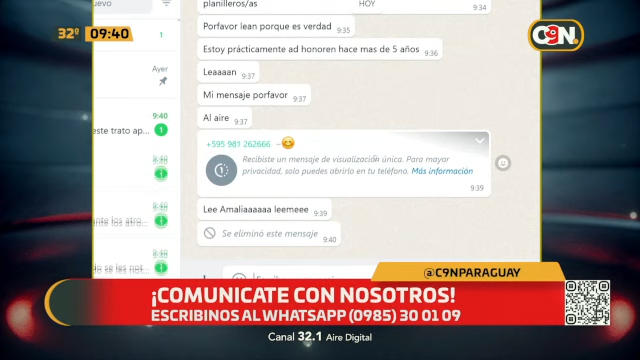 32º 09:40
uevo
planilleros/as
HOY
9:34
1
Porfavor lean porque es verdad 9:35
Estoy prácticamente ad honoren hace mas de 5 años 9:36
Ayer
Leaaaan 9:37
Mi mensaje porfavor 9:37
9:40
Al aire 9:37
este trato ap... 1
+595 981 262666 ~
Recibiste un mensaje de visualización única. Para mayor
privacidad, solo puedes abrirlo en tu teléfono. Más información
9:39
Lee Amaliaaaaaa leemeee 9:39
Se eliminó este mensaje 9:40
C9N.
@C9NPARAGUAY
¡COMUNICATE CON NOSOTROS!
ESCRIBINOS AL WHATSAPP (0985) 30 01 09
Canal 32.1 Aire Digital